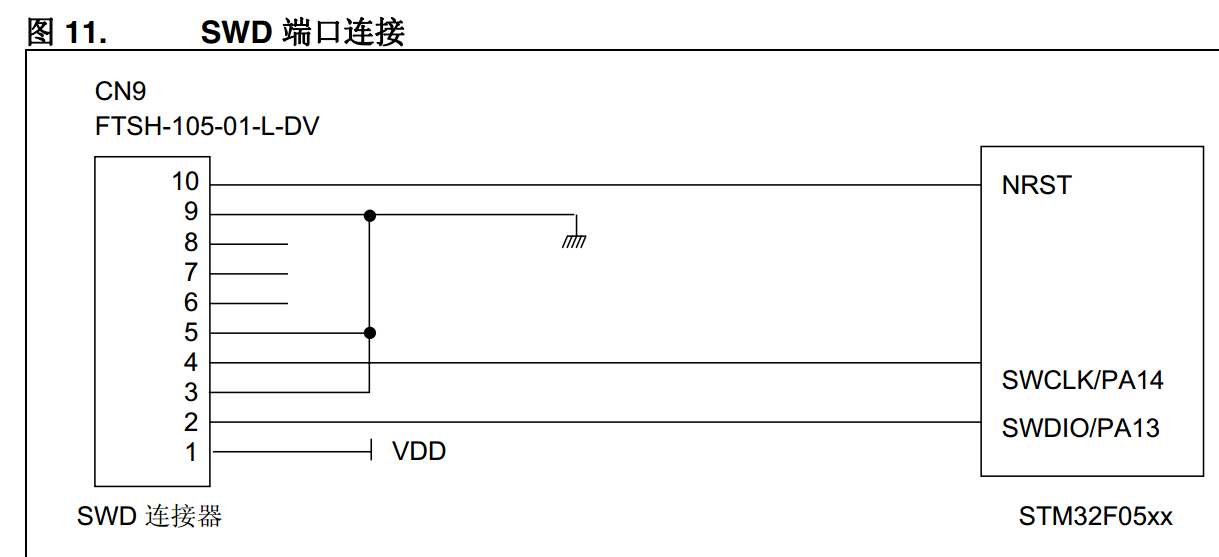 图 11. SWD 端口连接
CN9
FTSH-105-01-L-DV
10
NRST
9
8
7
6
5
4
SWCLK/PA14
3
2
SWDIO/PA13
1
VDD
SWD 连接器
STM32F05xx